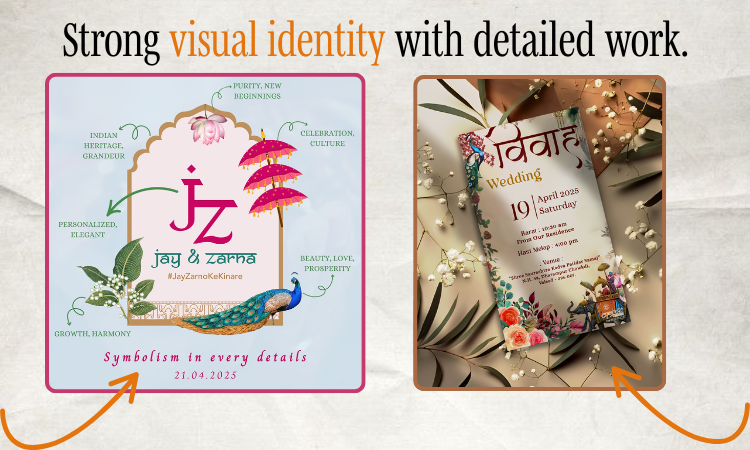 Strong visual identity with detailed work.
PURITY, NEW
BEGINNINGS
INDIAN
HERITAGE,
GRANDEUR
CELEBRATION,
CULTURE
PERSONALIZED,
ELEGANT
jz
jay & zarna
#JayZarnoKeKinare
BEAUTY, LOVE,
PROSPERITY
GROWTH, HARMONY
Symbolism in every details
21.04.2025
Wedding
19
April 2025
Saturday
Barat : 10:30 am
From Our Residence
Hast Melap : 4:00 pm
- Venue -